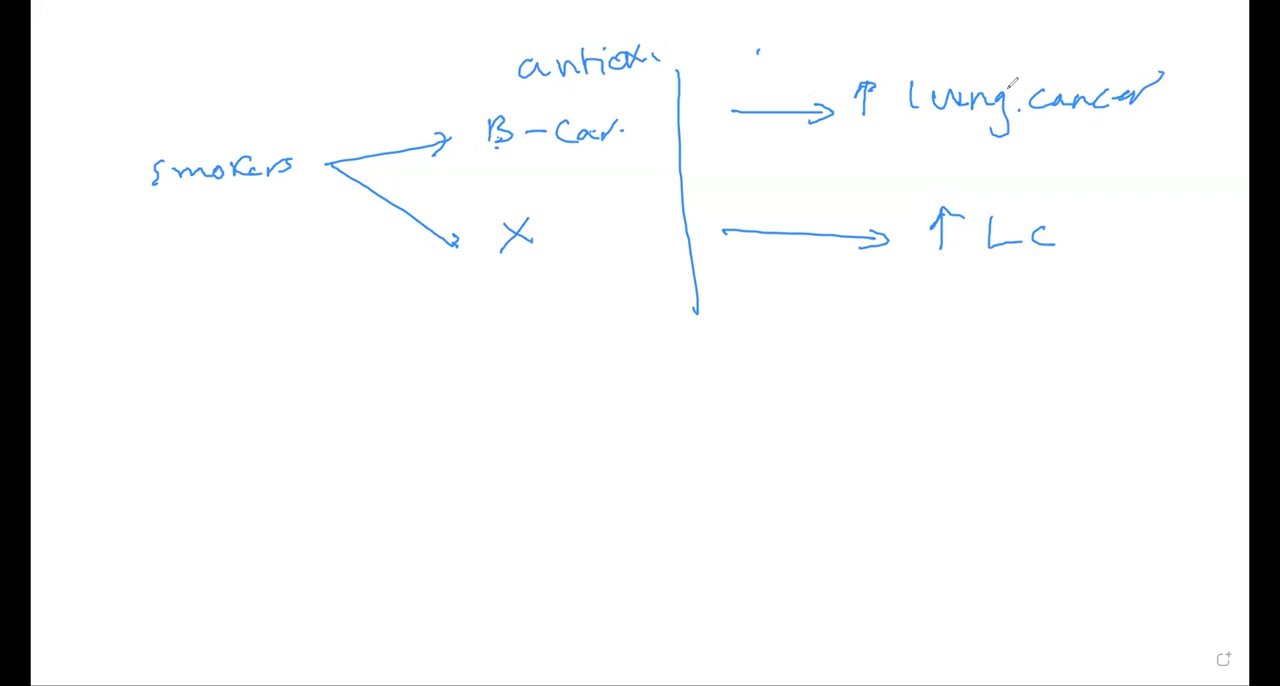 antiox.
B-Car.
smokers
X
↑ lung cancer
↑ LC